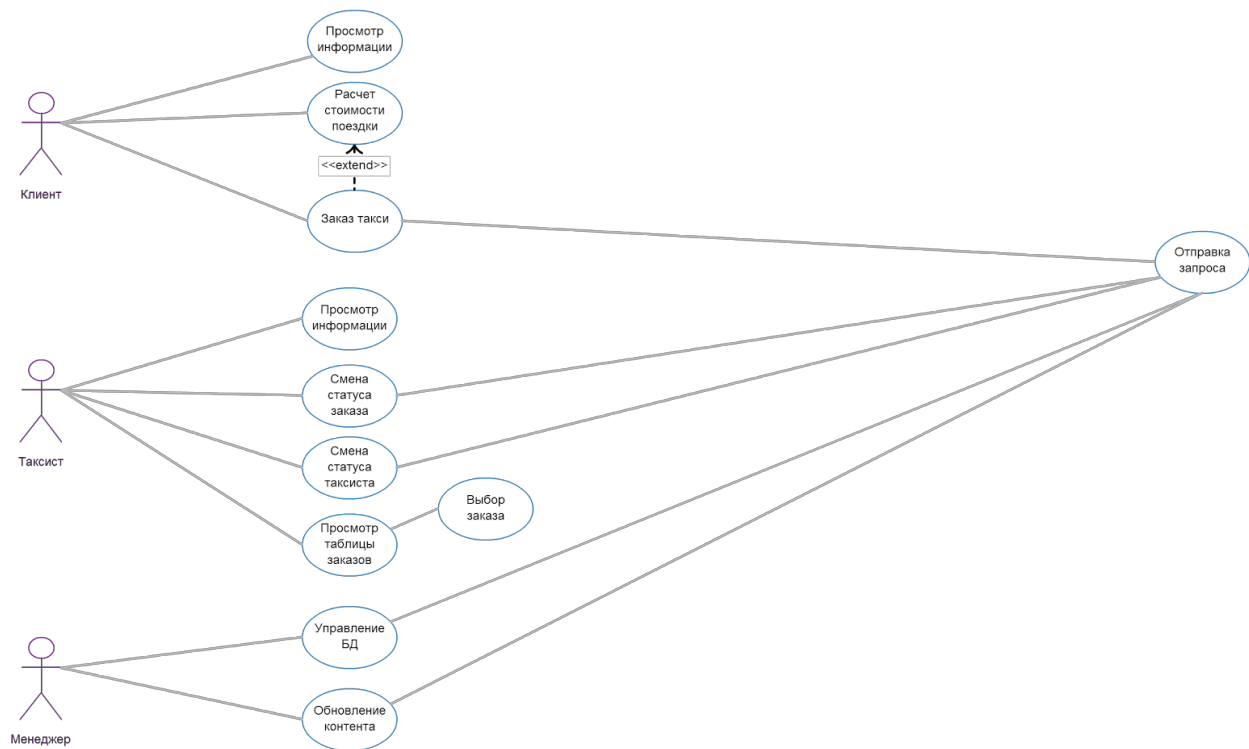 Просмотр
информации
Расчет
стоимости
поездки
<<extend>>
Клиент
Заказ такси
Отправка
запроса
Просмотр
информации
Смена
статуса
заказа
Таксист
Смена
статуса
таксиста
Выбор
заказа
Просмотр
таблицы
заказов
Управление
БД
Обновление
контента
Менеджер